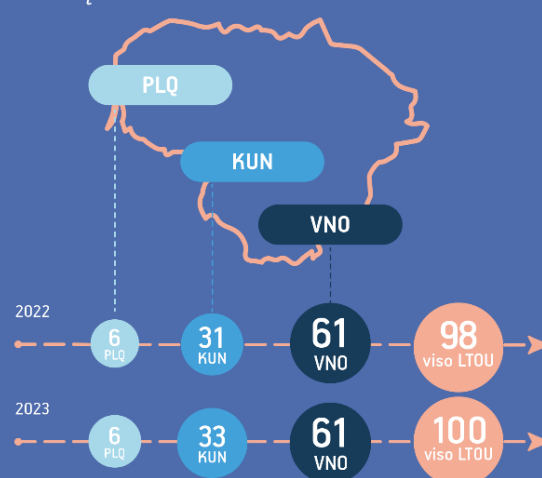 PLQ
KUN
VNO
2022
6
PLQ
31
KUN
61
VNO
98
viso LTOU
2023
6
PLQ
33
KUN
61
VNO
100
viso LTOU